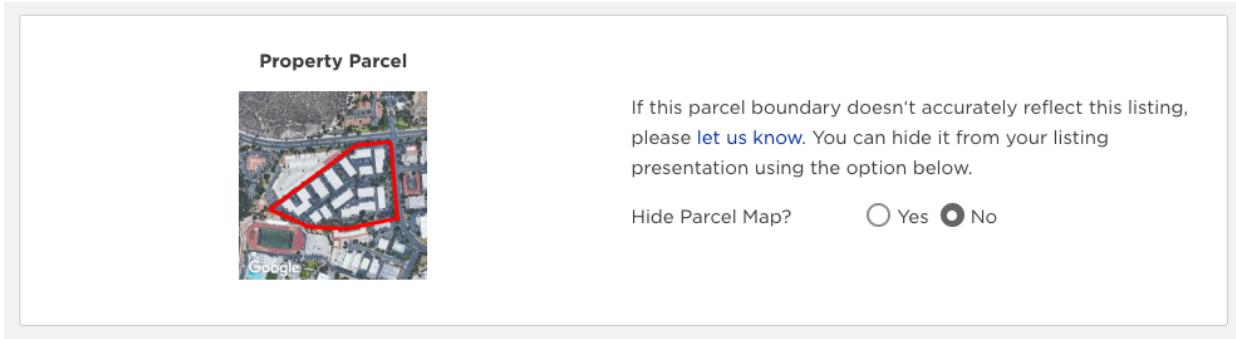 Property Parcel
Google
If this parcel boundary doesn't accurately reflect this listing,
please let us know. You can hide it from your listing
presentation using the option below.
Hide Parcel Map? Yes No